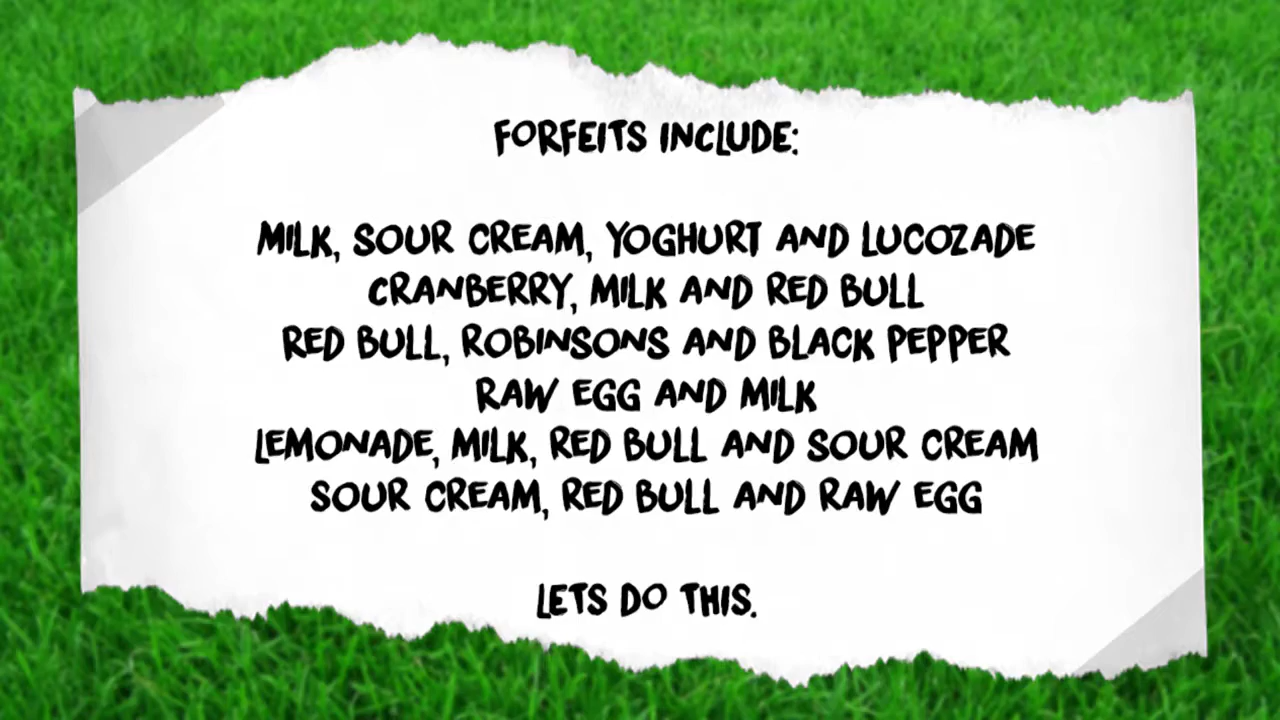 FORFEITS INCLUDE:
MILK, SOUR CREAM, YOGHURT AND LUCOZADE
CRANBERRY, MILK AND RED BULL
RED BULL, ROBINSONS AND BLACK PEPPER
RAW EGG AND MILK
LEMONADE, MILK, RED BULL AND SOUR CREAM
SOUR CREAM, RED BULL AND RAW EGG
LETS DO THIS.